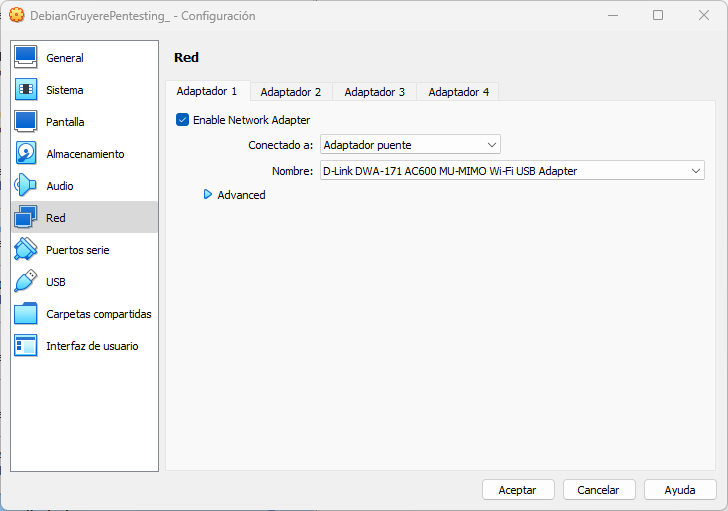 DebianGruyerePentesting_ - Configuración
General
Sistema
Pantalla
Almacenamiento
Audio
Red
Puertos serie
USB
Carpetas compartidas
Interfaz de usuario
Red
Adaptador 1 Adaptador 2 Adaptador 3 Adaptador 4
Enable Network Adapter
Conectado a: Adaptador puente
Nombre: D-Link DWA-171 AC600 MU-MIMO Wi-Fi USB Adapter
Advanced
Aceptar Cancelar Ayuda